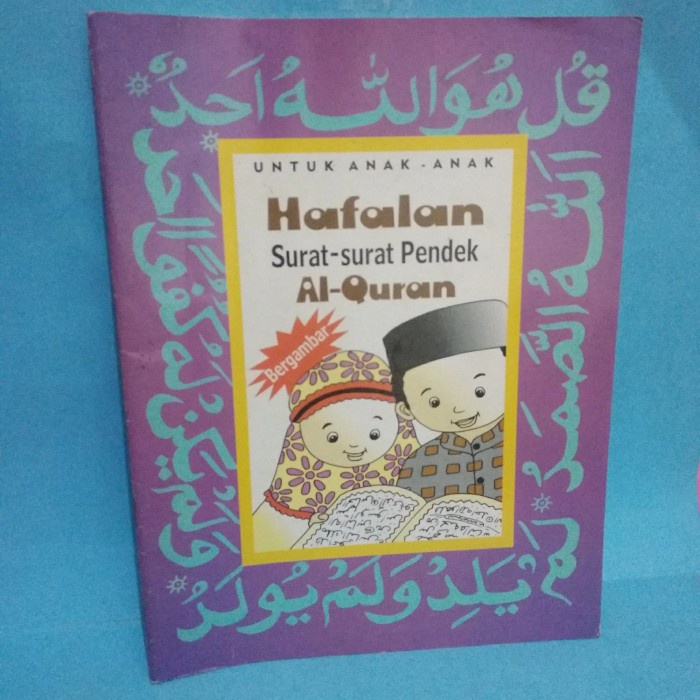 قُلْ هُوَ اللّٰهُ اَحَدٌ
اَللّٰهُ الصَّمَدُ
لَمْ يَلِدْ وَلَمْ يُولَدْ
وَلَمْ يَكُنْ لَهُ كُفُوًا اَحَدٌ
UNTUK ANAK - ANAK
Hafalan
Surat-surat Pendek
Al-Quran
Bergambar